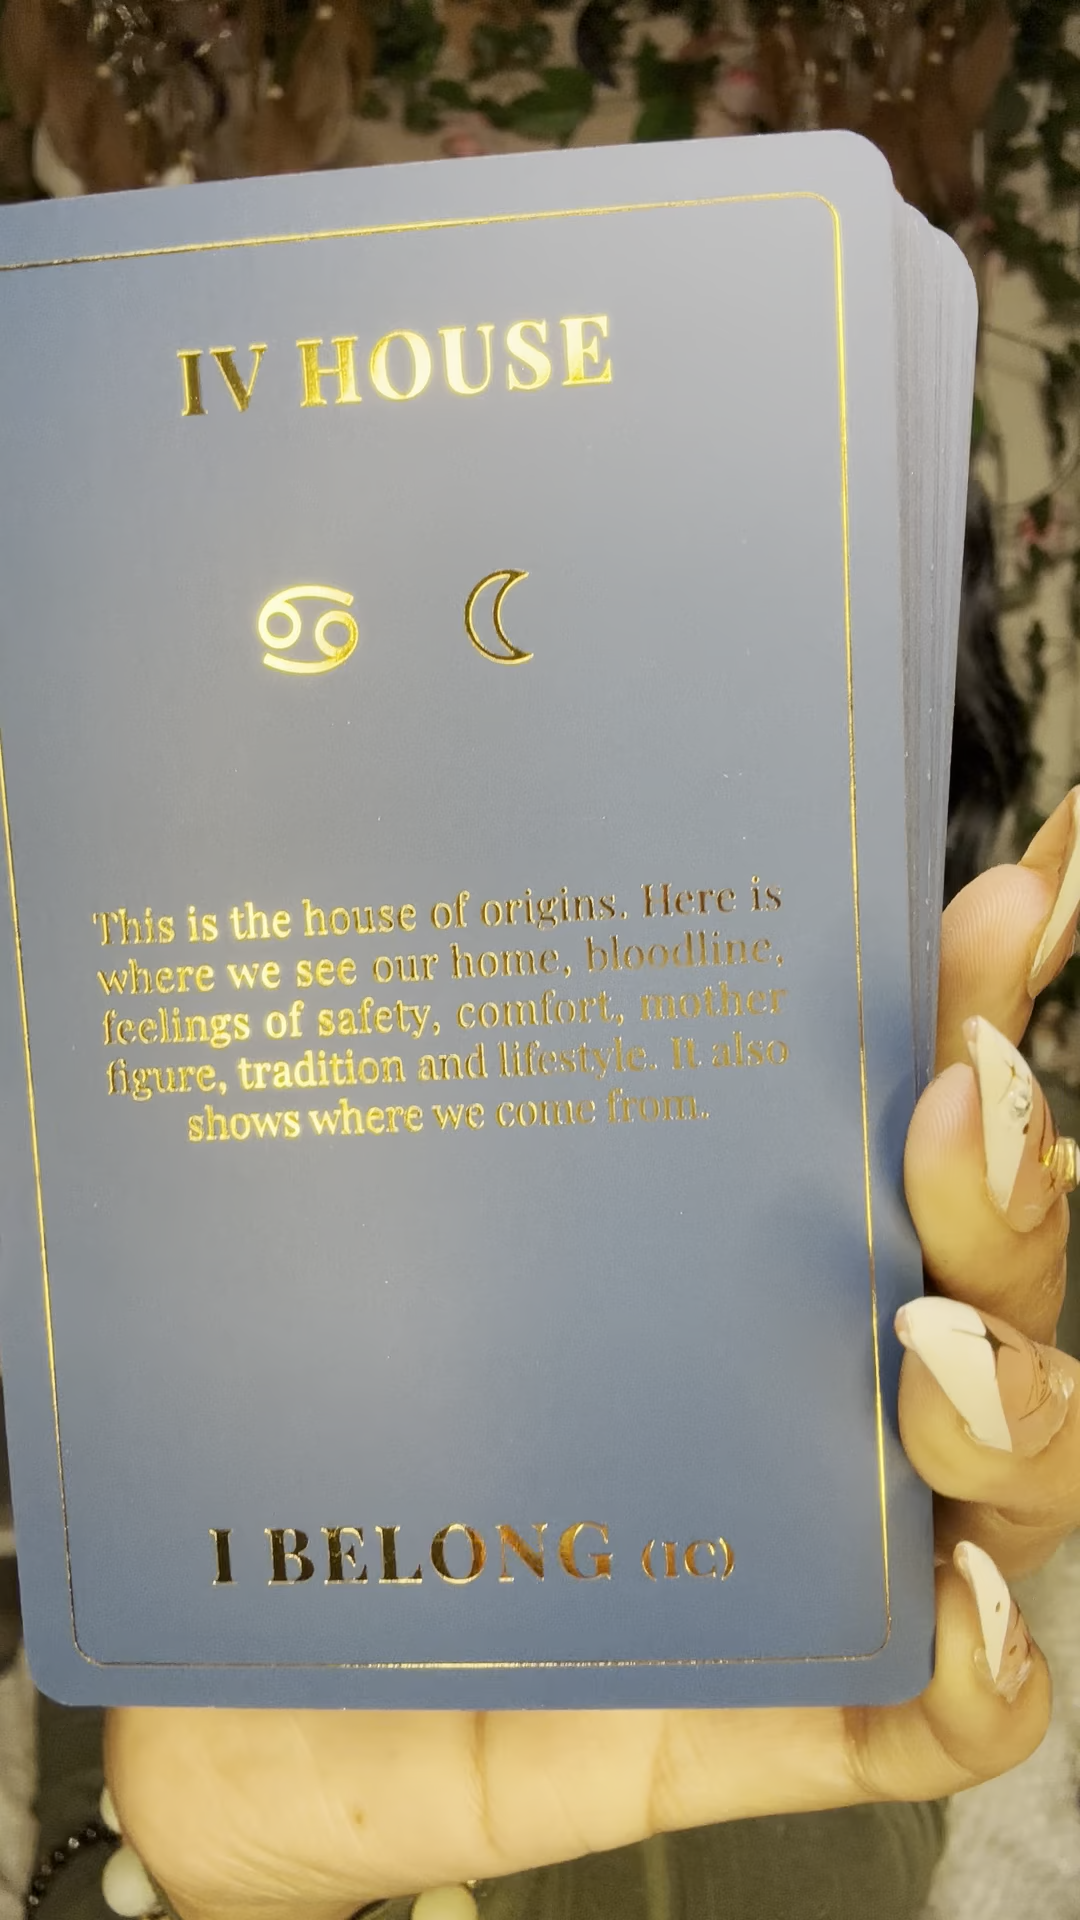 IV HOUSE
♋ ☾
This is the house of origins. Here is
where we see our home, bloodline,
feelings of safety, comfort, mother
figure, tradition and lifestyle. It also
shows where we come from.
I BELONG (IC)